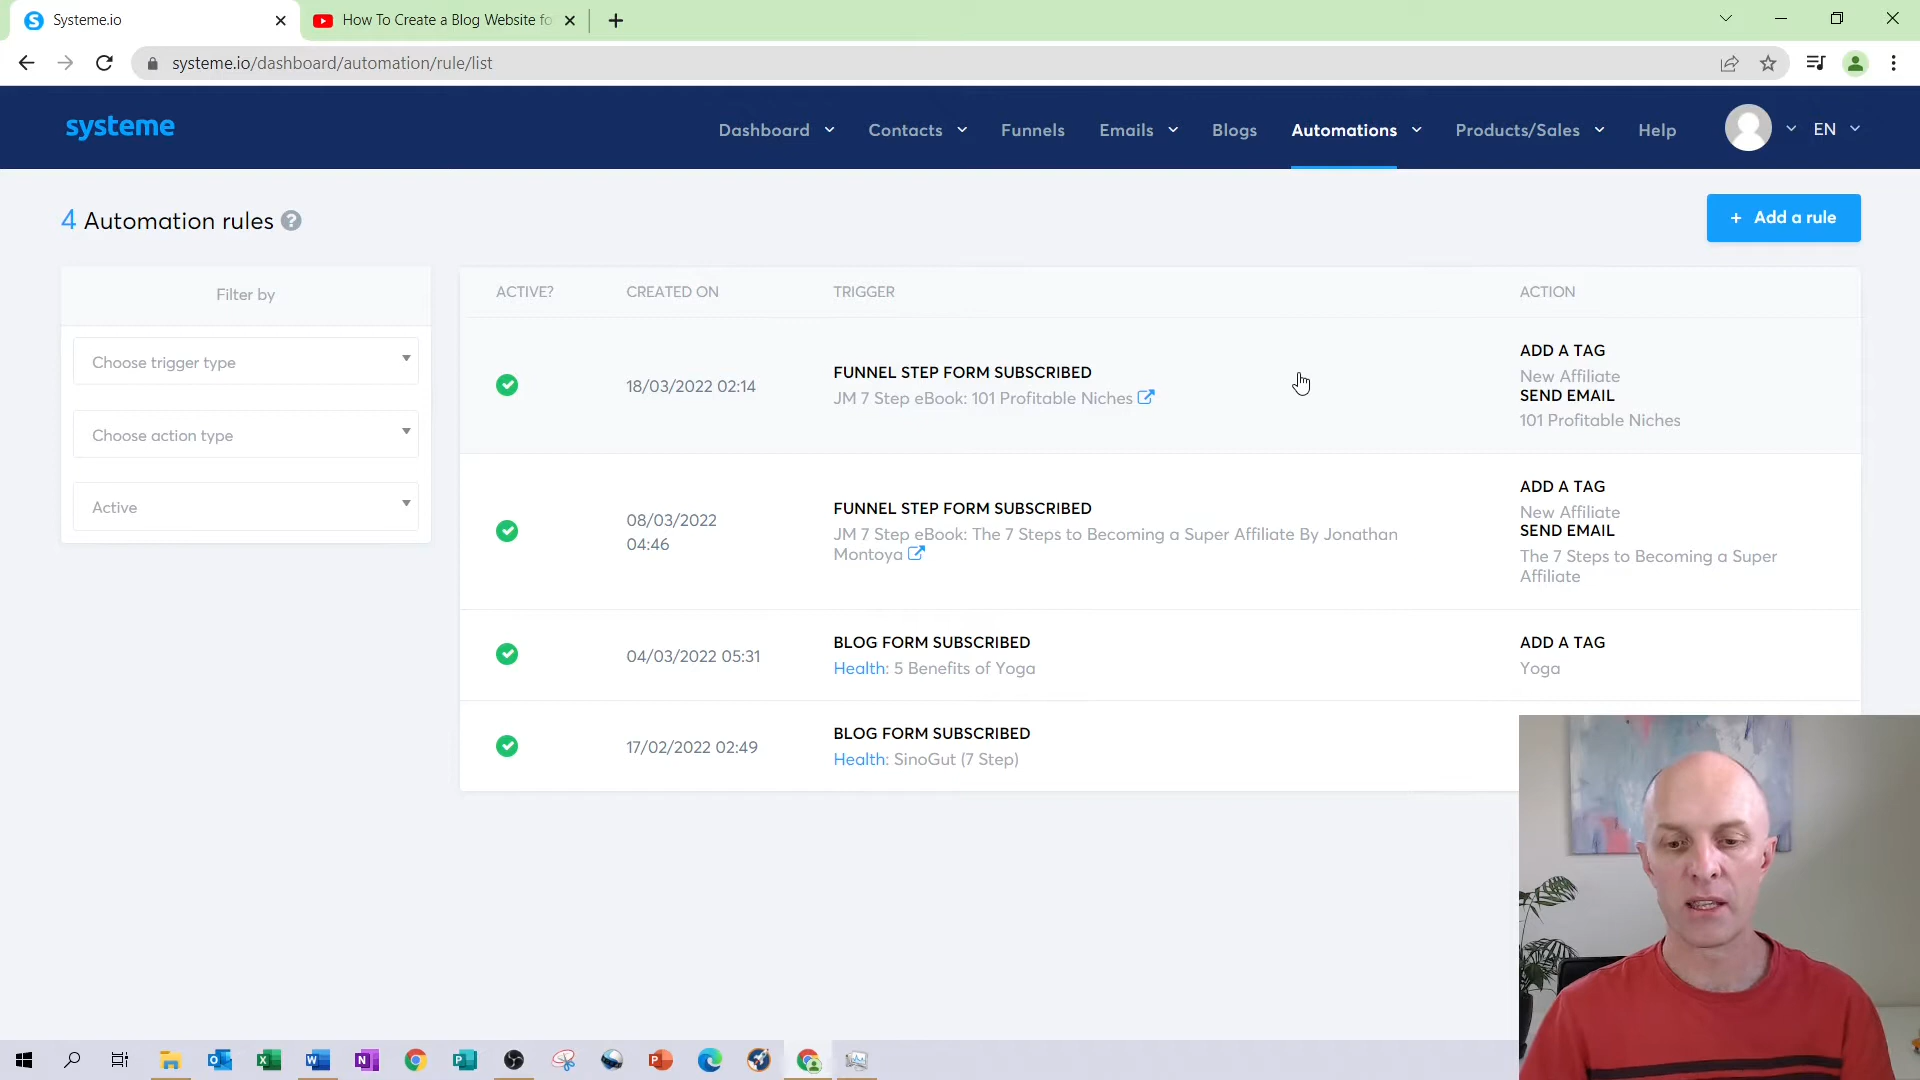 Systeme.io
How To Create a Blog Website fo
systeme.io/dashboard/automation/rule/list
systeme
Dashboard
Contacts
Funnels
Emails
Blogs
Automations
Products/Sales
Help
EN
4 Automation rules ?
+ Add a rule
Filter by
Choose trigger type
Choose action type
Active
ACTIVE? CREATED ON TRIGGER ACTION
18/03/2022 02:14
FUNNEL STEP FORM SUBSCRIBED
JM 7 Step eBook: 101 Profitable Niches
ADD A TAG
New Affiliate
SEND EMAIL
101 Profitable Niches
08/03/2022
04:46
FUNNEL STEP FORM SUBSCRIBED
JM 7 Step eBook: The 7 Steps to Becoming a Super Affiliate By Jonathan
Montoya
ADD A TAG
New Affiliate
SEND EMAIL
The 7 Steps to Becoming a Super
Affiliate
04/03/2022 05:31
BLOG FORM SUBSCRIBED
Health: 5 Benefits of Yoga
ADD A TAG
Yoga
17/02/2022 02:49
BLOG FORM SUBSCRIBED
Health: SinoGut (7 Step)